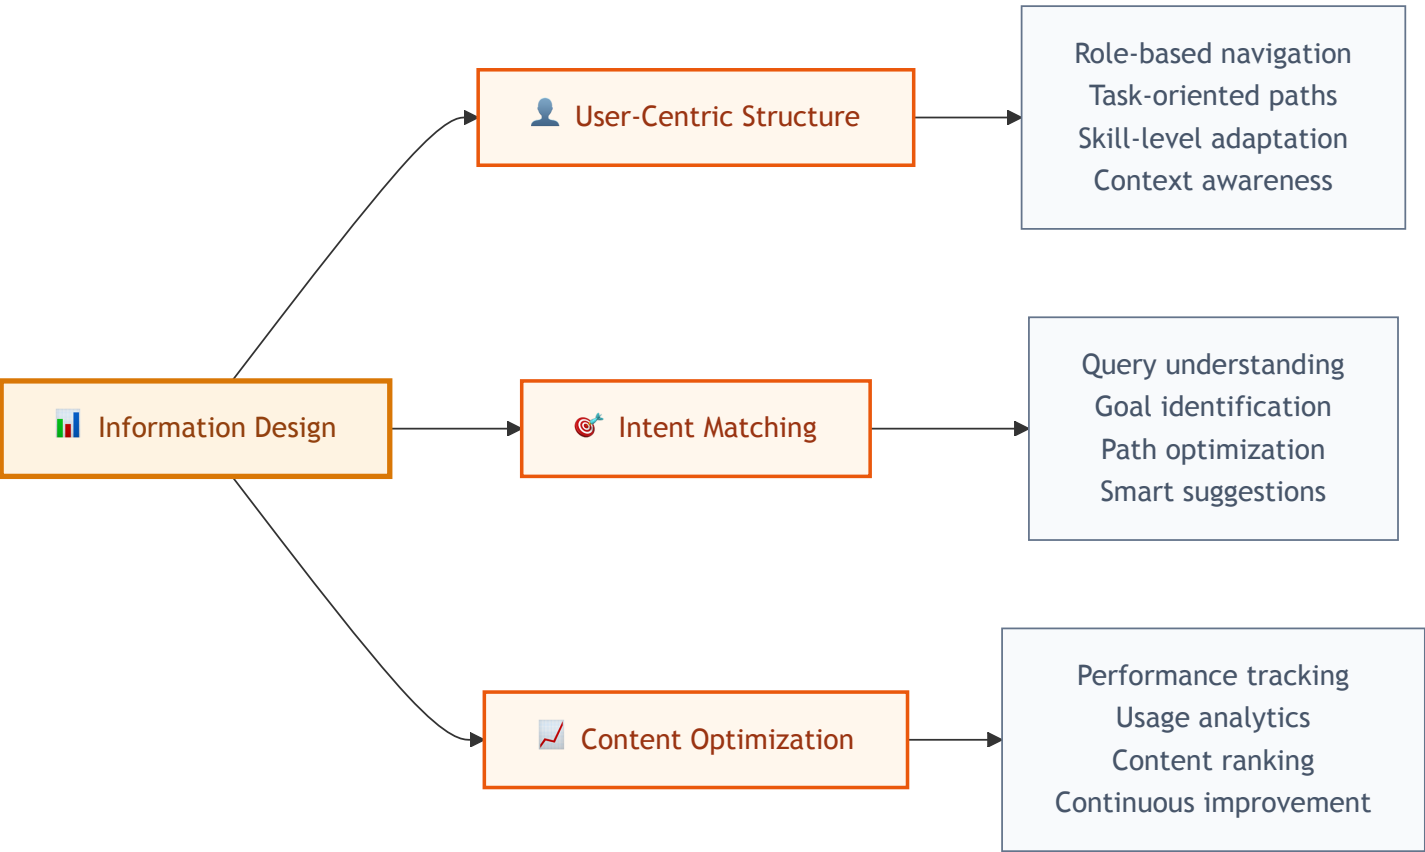 Information Design
User-Centric Structure
Role-based navigation
Task-oriented paths
Skill-level adaptation
Context awareness
Intent Matching
Query understanding
Goal identification
Path optimization
Smart suggestions
Content Optimization
Performance tracking
Usage analytics
Content ranking
Continuous improvement